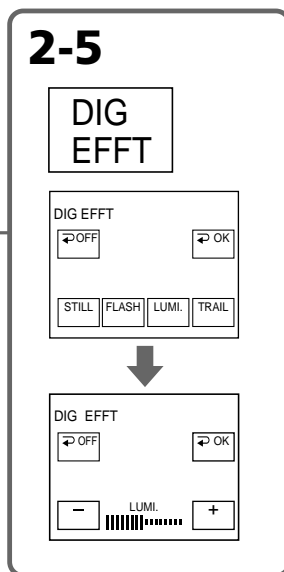 2-5
DIG
EFFT
DIG EFFT
⮌ OFF ⮌ OK
STILL FLASH LUMI. TRAIL
DIG EFFT
⮌ OFF ⮌ OK
LUMI.
– +